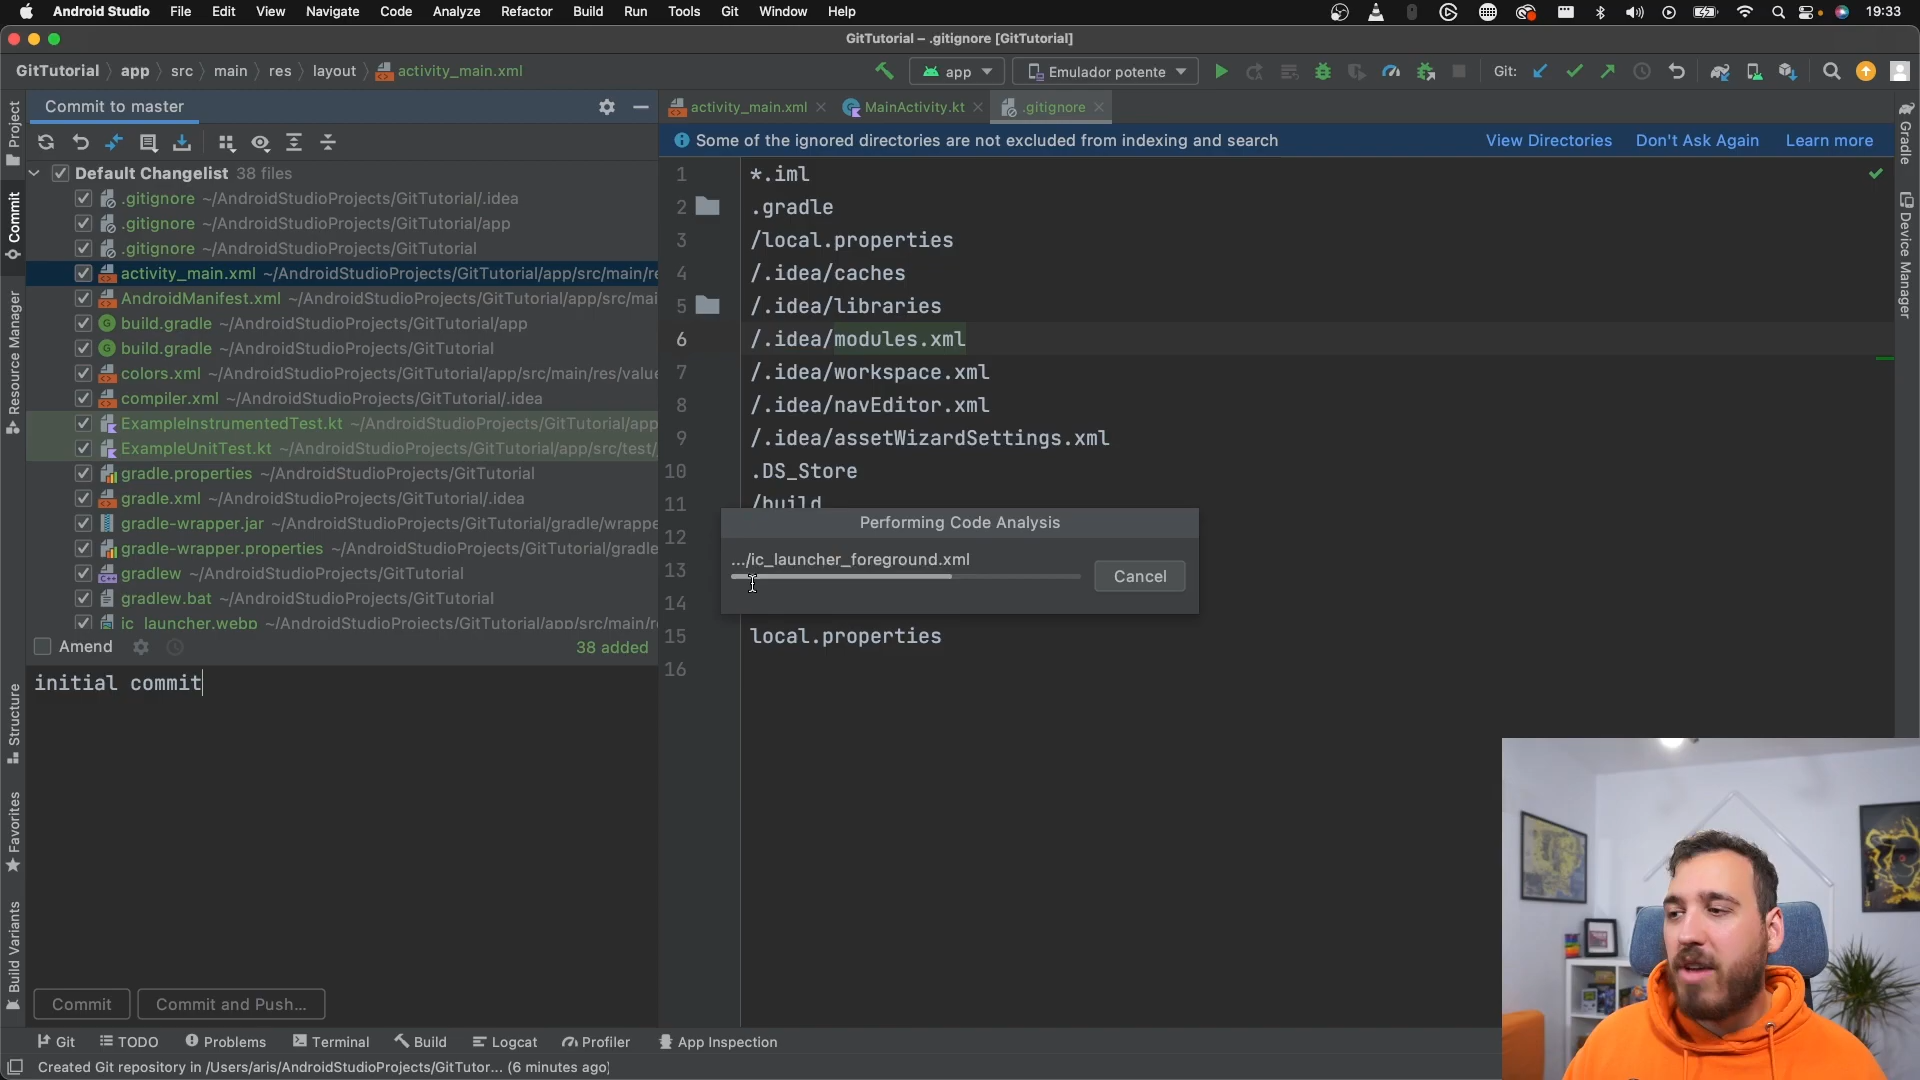 Android Studio File Edit View Navigate Code Analyze Refactor Build Run Tools Git Window Help 19:33
GitTutorial – .gitignore [GitTutorial]
GitTutorial app src main res layout activity_main.xml app Emulador potente Git:
Commit to master
activity_main.xml MainActivity.kt .gitignore
Some of the ignored directories are not excluded from indexing and search View Directories Don't Ask Again Learn more
Project
Commit
Resource Manager
Structure
Favorites
Build Variants
Default Changelist 38 files
.gitignore ~/AndroidStudioProjects/GitTutorial/.idea
.gitignore ~/AndroidStudioProjects/GitTutorial/app
.gitignore ~/AndroidStudioProjects/GitTutorial
activity_main.xml ~/AndroidStudioProjects/GitTutorial/app/src/main/re
AndroidManifest.xml ~/AndroidStudioProjects/GitTutorial/app/src/mai
build.gradle ~/AndroidStudioProjects/GitTutorial/app
build.gradle ~/AndroidStudioProjects/GitTutorial
colors.xml ~/AndroidStudioProjects/GitTutorial/app/src/main/res/value
compiler.xml ~/AndroidStudioProjects/GitTutorial/.idea
ExampleInstrumentedTest.kt ~/AndroidStudioProjects/GitTutorial/app
ExampleUnitTest.kt ~/AndroidStudioProjects/GitTutorial/app/src/test/
gradle.properties ~/AndroidStudioProjects/GitTutorial
gradle.xml ~/AndroidStudioProjects/GitTutorial/.idea
gradle-wrapper.jar ~/AndroidStudioProjects/GitTutorial/gradle/wrappe
gradle-wrapper.properties ~/AndroidStudioProjects/GitTutorial/gradle
gradlew ~/AndroidStudioProjects/GitTutorial
gradlew.bat ~/AndroidStudioProjects/GitTutorial
ic_launcher.webp ~/AndroidStudioProjects/GitTutorial/app/src/main/r
Amend 38 added
initial commit
Commit Commit and Push...
1 *.iml
2 .gradle
3 /local.properties
4 /.idea/caches
5 /.idea/libraries
6 /.idea/modules.xml
7 /.idea/workspace.xml
8 /.idea/navEditor.xml
9 /.idea/assetWizardSettings.xml
10 .DS_Store
11 /build
12
13
14
15 local.properties
16
Performing Code Analysis
.../ic_launcher_foreground.xml
Cancel
Gradle
Device Manager
Git TODO Problems Terminal Build Logcat Profiler App Inspection
Created Git repository in /Users/aris/AndroidStudioProjects/GitTutor... (6 minutes ago)